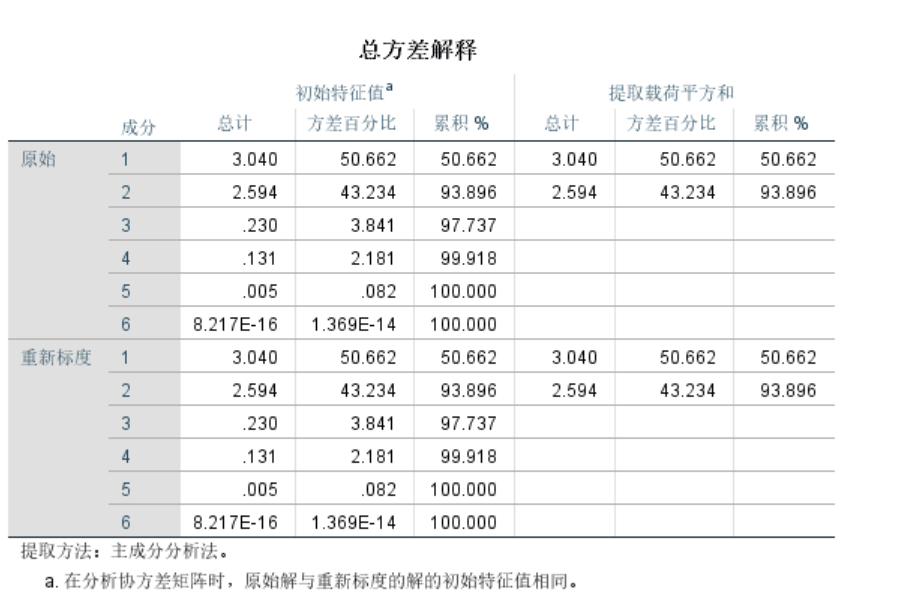 总方差解释
初始特征值a 提取载荷平方和
成分 总计 方差百分比 累积 % 总计 方差百分比 累积 %
原始 1 3.040 50.662 50.662 3.040 50.662 50.662
2 2.594 43.234 93.896 2.594 43.234 93.896
3 .230 3.841 97.737
4 .131 2.181 99.918
5 .005 .082 100.000
6 8.217E-16 1.369E-14 100.000
重新标度 1 3.040 50.662 50.662 3.040 50.662 50.662
2 2.594 43.234 93.896 2.594 43.234 93.896
3 .230 3.841 97.737
4 .131 2.181 99.918
5 .005 .082 100.000
6 8.217E-16 1.369E-14 100.000
提取方法：主成分分析法。
a. 在分析协方差矩阵时，原始解与重新标度的解的初始特征值相同。